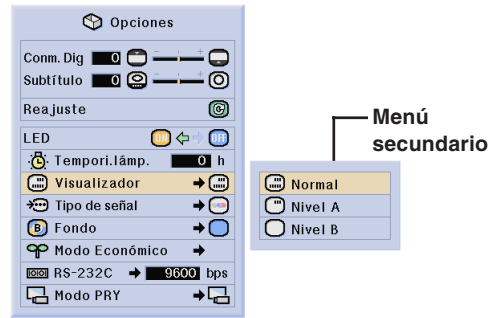 Opciones
Conm. Dig 0 - +
Subtítulo 0 - +
Reajuste
LED ON OFF
Tempori.lámp. 0 h
Visualizador
Tipo de señal
B Fondo
Modo Económico
RS-232C 9600 bps
Modo PRY
Menú
secundario
Normal
Nivel A
Nivel B